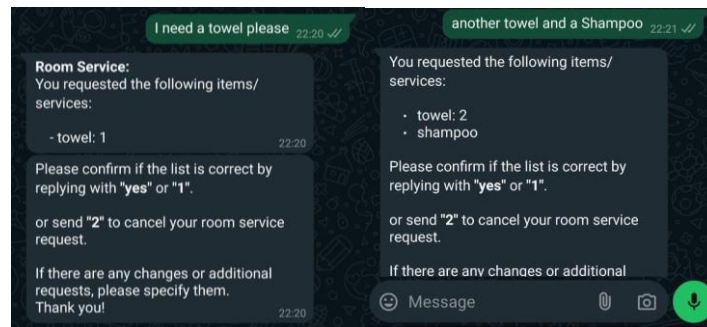 I need a towel please 22:20
Room Service:
You requested the following items/
services:
- towel: 1
22:20
Please confirm if the list is correct by
replying with "yes" or "1".
or send "2" to cancel your room service
request.
If there are any changes or additional
requests, please specify them.
Thank you!
22:20
another towel and a Shampoo 22:21
You requested the following items/
services:
• towel: 2
• shampoo
Please confirm if the list is correct by
replying with "yes" or "1".
or send "2" to cancel your room service
request.
If there are any changes or additional
Message